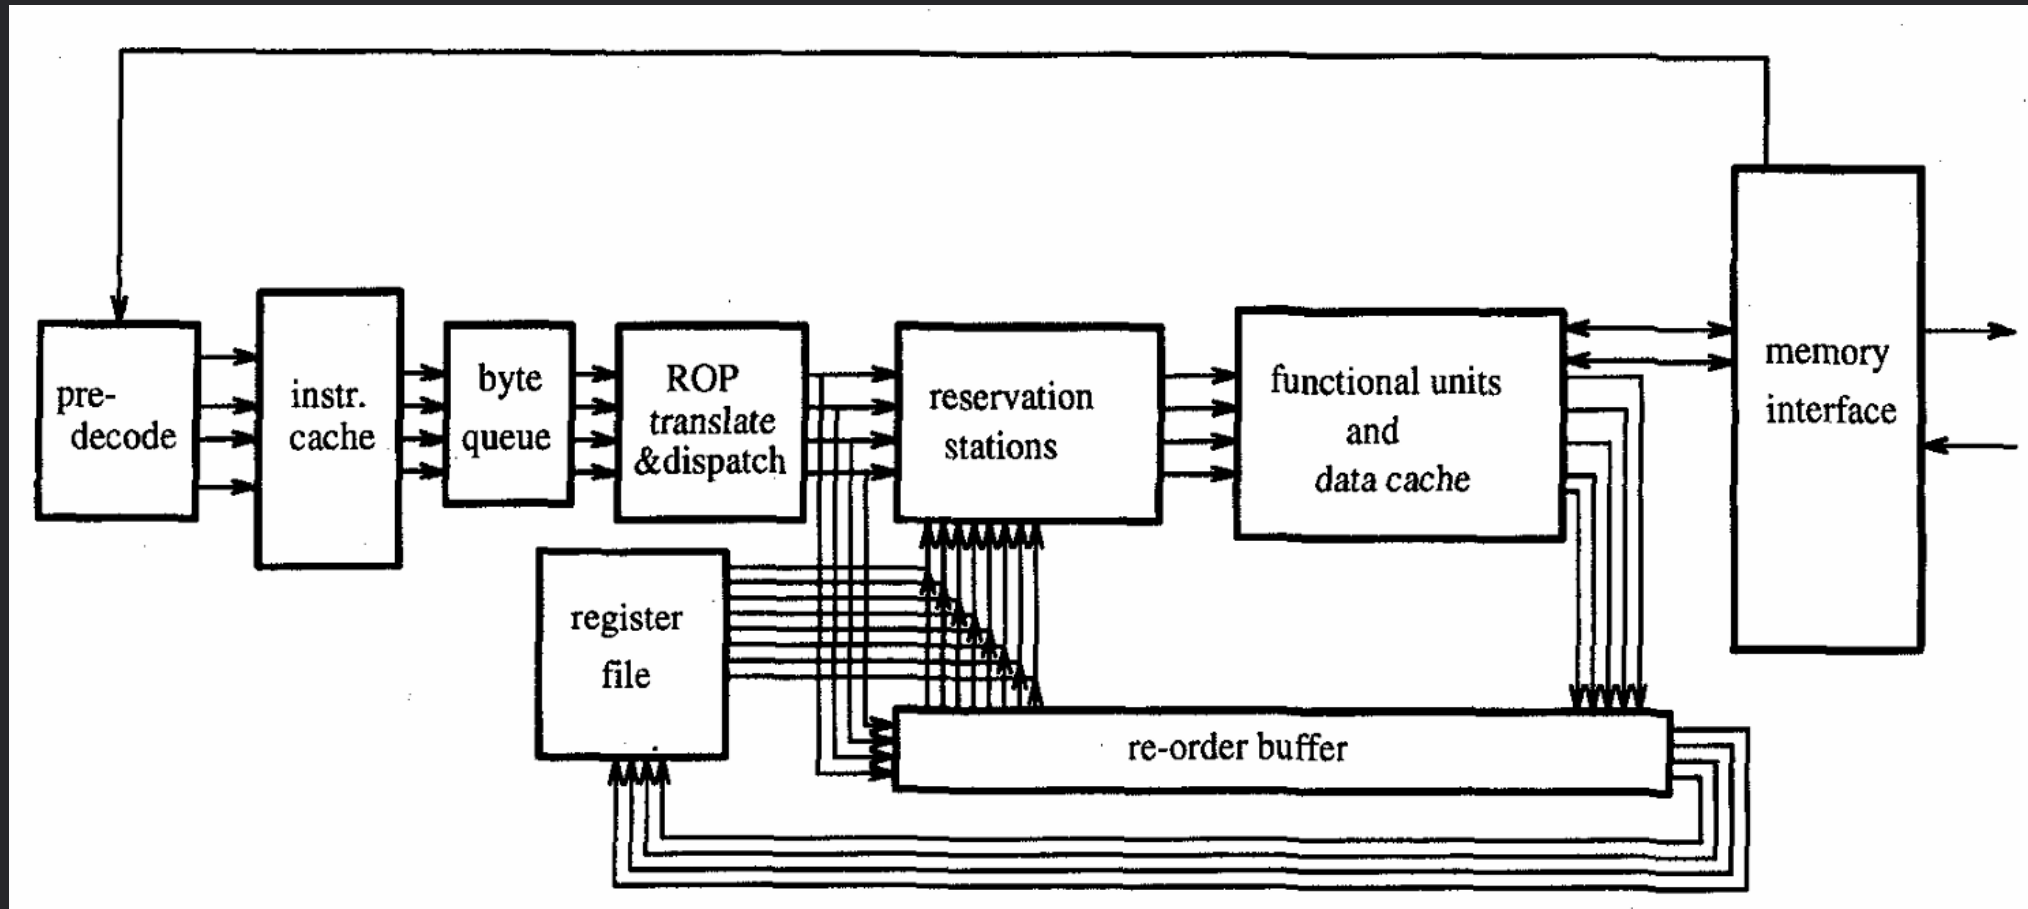 pre-
decode
instr.
cache
byte
queue
ROP
translate
&dispatch
reservation
stations
functional units
and
data cache
memory
interface
register
file
re-order buffer